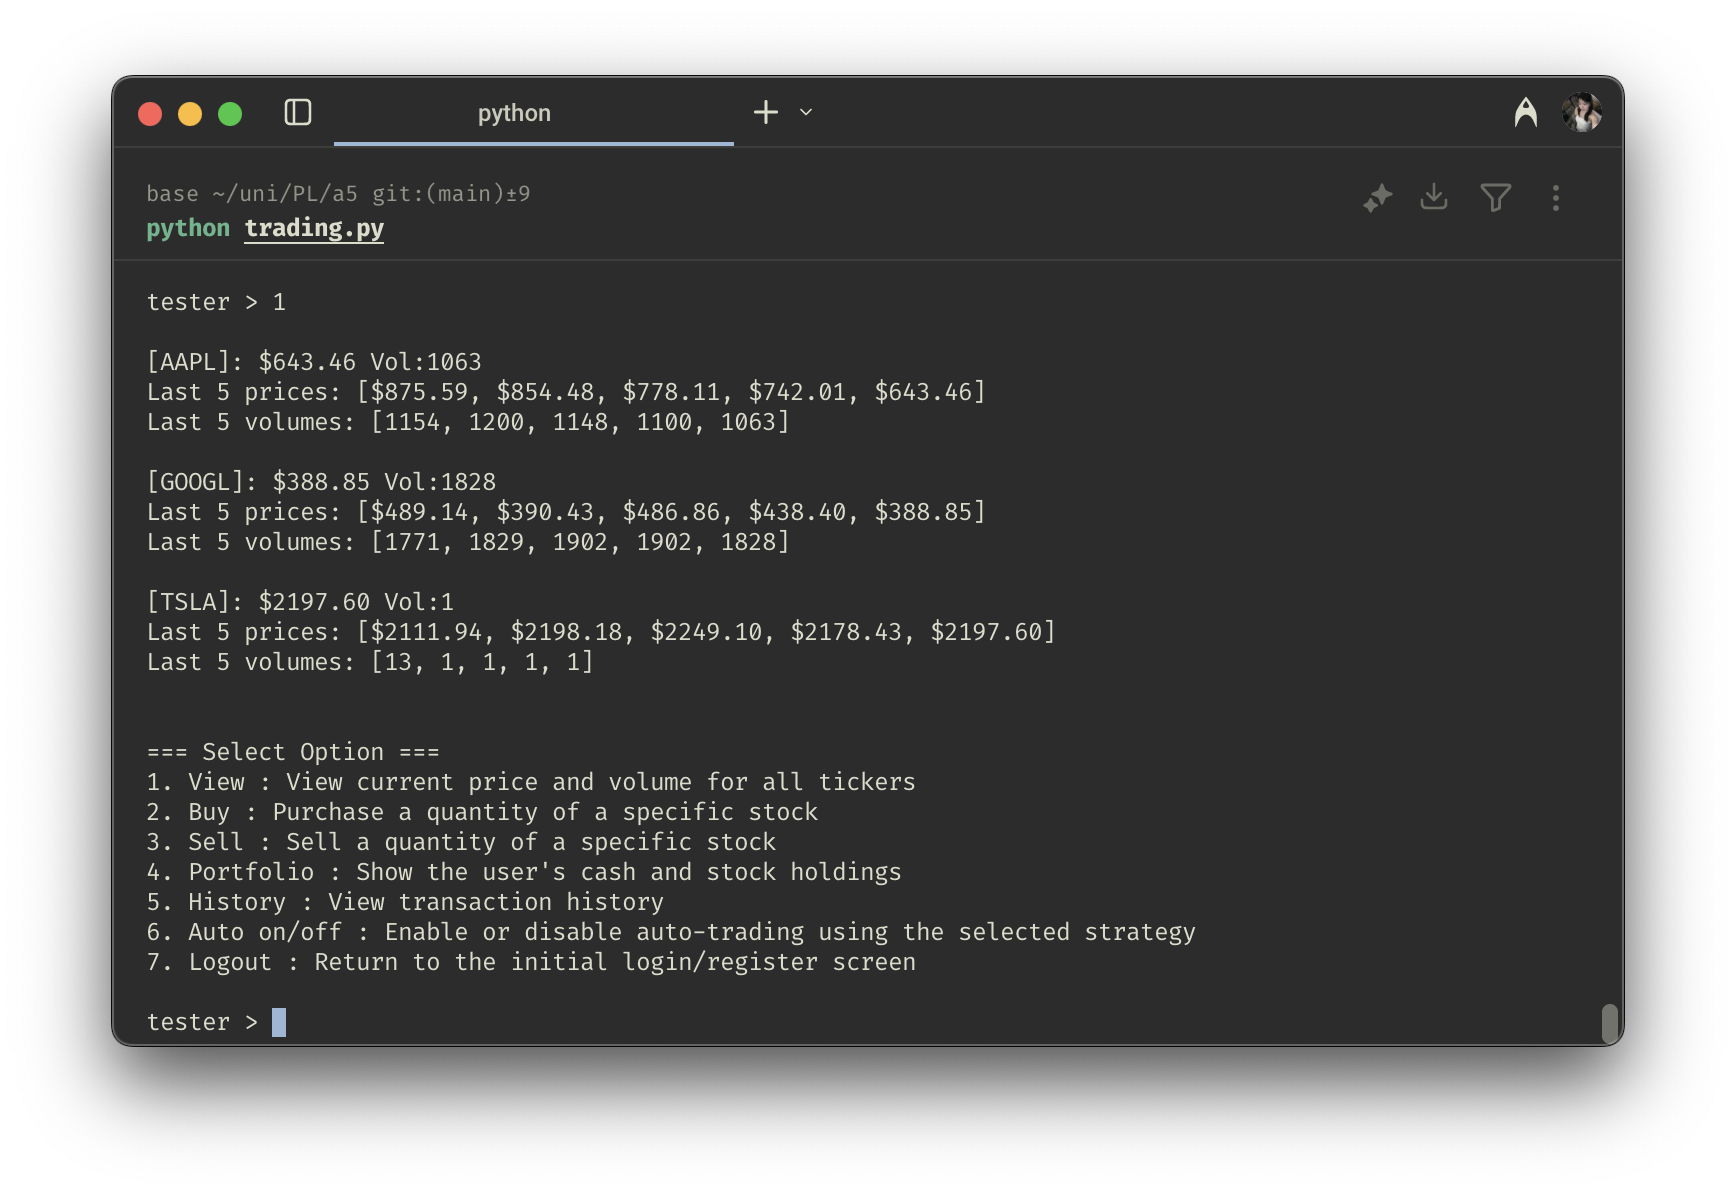 python
base ~/uni/PL/a5 git:(main)±9
python trading.py
tester > 1
[AAPL]: $643.46 Vol:1063
Last 5 prices: [$875.59, $854.48, $778.11, $742.01, $643.46]
Last 5 volumes: [1154, 1200, 1148, 1100, 1063]
[GOOGL]: $388.85 Vol:1828
Last 5 prices: [$489.14, $390.43, $486.86, $438.40, $388.85]
Last 5 volumes: [1771, 1829, 1902, 1902, 1828]
[TSLA]: $2197.60 Vol:1
Last 5 prices: [$2111.94, $2198.18, $2249.10, $2178.43, $2197.60]
Last 5 volumes: [13, 1, 1, 1, 1]
=== Select Option ===
1. View : View current price and volume for all tickers
2. Buy : Purchase a quantity of a specific stock
3. Sell : Sell a quantity of a specific stock
4. Portfolio : Show the user's cash and stock holdings
5. History : View transaction history
6. Auto on/off : Enable or disable auto-trading using the selected strategy
7. Logout : Return to the initial login/register screen
tester >